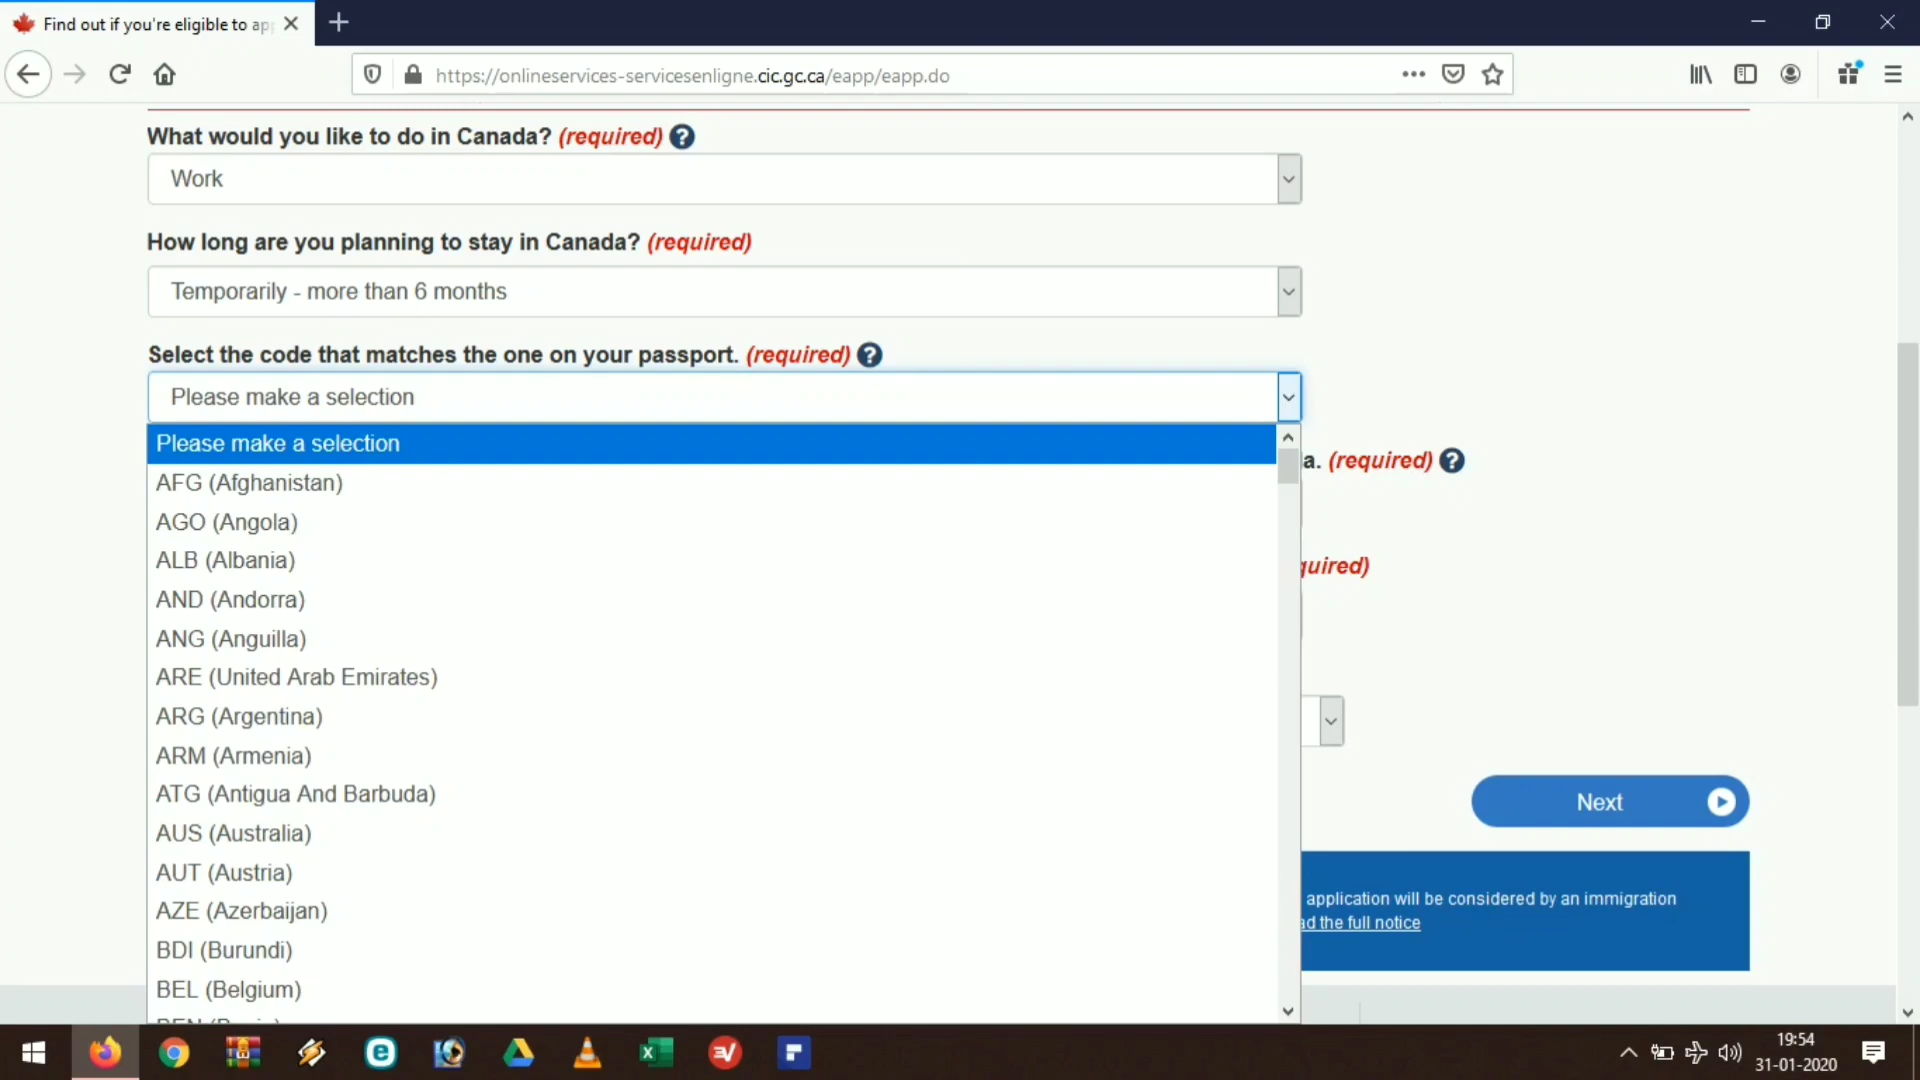 Find out if you're eligible to app
https://onlineservices-servicesenligne.cic.gc.ca/eapp/eapp.do
What would you like to do in Canada? (required) ?
Work
How long are you planning to stay in Canada? (required)
Temporarily - more than 6 months
Select the code that matches the one on your passport. (required) ?
Please make a selection
Please make a selection
a. (required) ?
AFG (Afghanistan)
AGO (Angola)
ALB (Albania)
quired)
AND (Andorra)
ANG (Anguilla)
ARE (United Arab Emirates)
ARG (Argentina)
ARM (Armenia)
ATG (Antigua And Barbuda)
Next
AUS (Australia)
AUT (Austria)
application will be considered by an immigration
ad the full notice
AZE (Azerbaijan)
BDI (Burundi)
BEL (Belgium)
19:54
31-01-2020